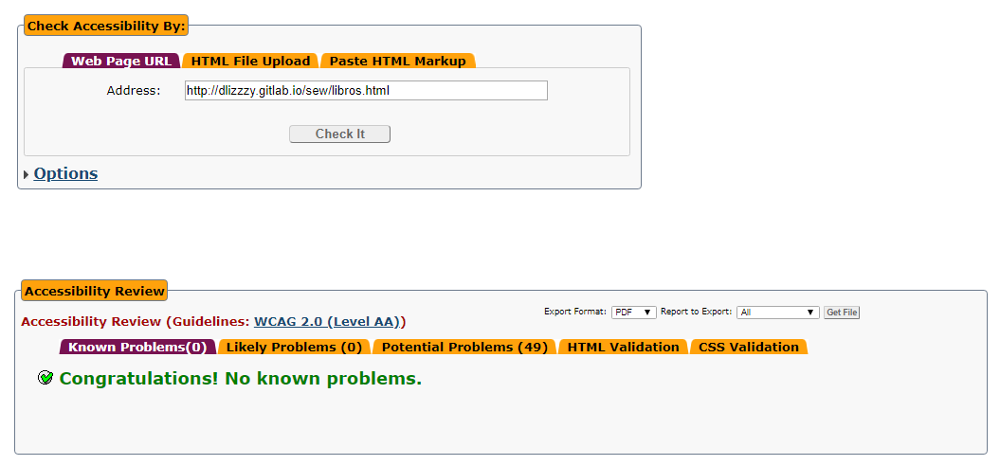 Check Accessibility By:
Web Page URL HTML File Upload Paste HTML Markup
Address: http://dlizzzy.gitlab.io/sew/libros.html
Check It
Options
Accessibility Review
Export Format: PDF Report to Export: All Get File
Accessibility Review (Guidelines: WCAG 2.0 (Level AA))
Known Problems(0) Likely Problems (0) Potential Problems (49) HTML Validation CSS Validation
Congratulations! No known problems.